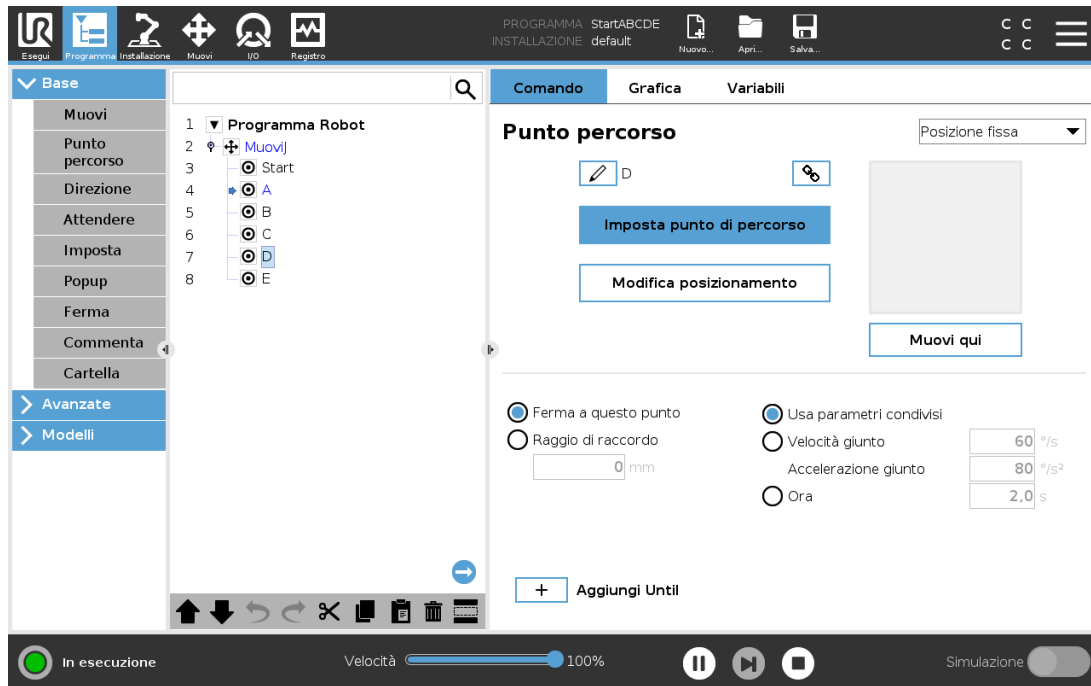 UR
PROGRAMMA StartABCDE
INSTALLAZIONE default
Esegui Programma Installazione Muovi I/O Registro
Nuovo... Apri... Salva...
C C
C C
Base
Muovi
Punto
percorso
Direzione
Attendere
Imposta
Popup
Ferma
Commenta
Cartella
Avanzate
Modelli
1 Programma Robot
2 MuoviJ
3 Start
4 A
5 B
6 C
7 D
8 E
Comando Grafica Variabili
Punto percorso
Posizione fissa
D
Imposta punto di percorso
Modifica posizionamento
Muovi qui
Ferma a questo punto
Raggio di raccordo
0 mm
Usa parametri condivisi
Velocità giunto 60 °/s
Accelerazione giunto 80 °/s²
Ora 2,0 s
+ Aggiungi Until
In esecuzione
Velocità 100%
Simulazione